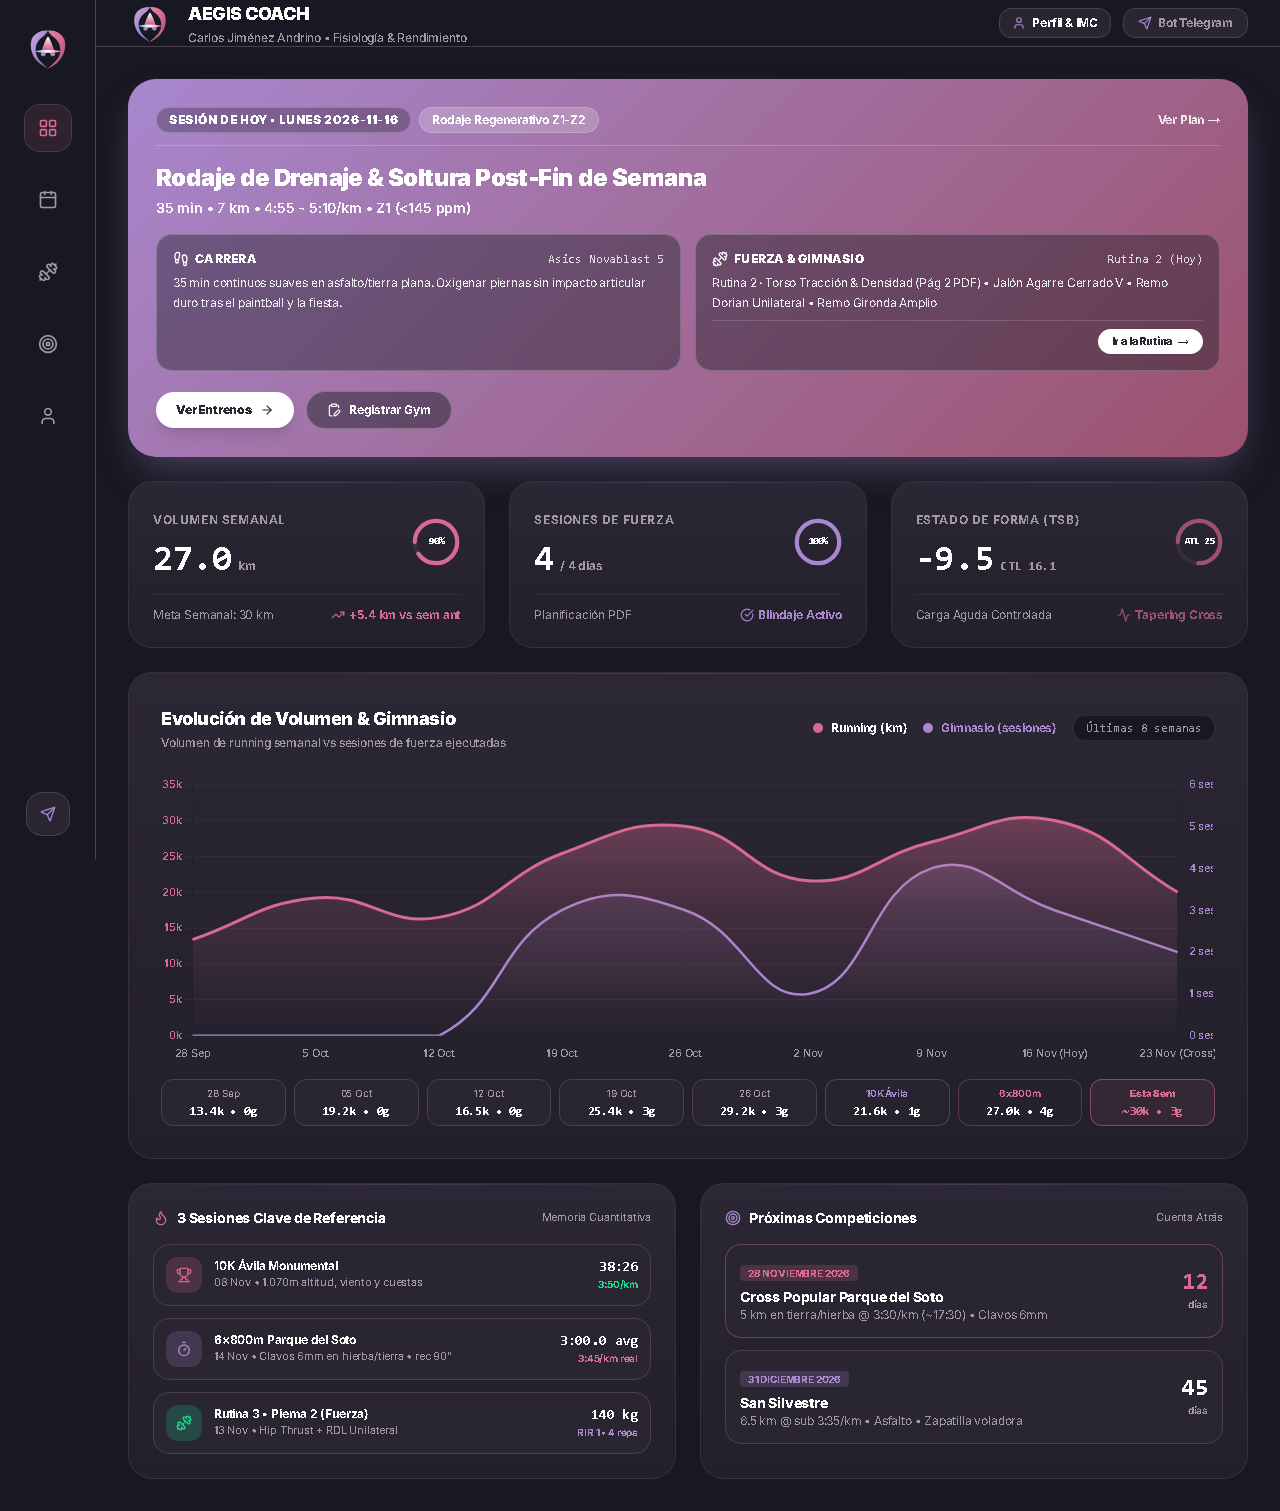 AEGIS COACH
Carlos Jiménez Andrino • Fisiología & Rendimiento
Perfil & IMC
Bot Telegram
SESIÓN DE HOY • LUNES 2026-11-16
Rodaje Regenerativo Z1-Z2
Ver Plan →
Rodaje de Drenaje & Soltura Post-Fin de Semana
35 min • 7 km • 4:55 - 5:10/km • Z1 (<145 ppm)
CARRERA
Asics Novablast 5
35 min continuos suaves en asfalto/tierra plana. Oxigenar piernas sin impacto articular
duro tras el paintball y la fiesta.
FUERZA & GIMNASIO
Rutina 2 (Hoy)
Rutina 2 · Torso Tracción & Densidad (Pág 2 PDF) • Jalón Agarre Cerrado V • Remo
Dorian Unilateral • Remo Gironda Amplio
Ir a la Rutina →
Ver Entrenos →
Registrar Gym
VOLUMEN SEMANAL
27.0 km
90%
Meta Semanal: 30 km
+5.4 km vs sem ant
SESIONES DE FUERZA
4 / 4 días
100%
Planificación PDF
Blindaje Activo
ESTADO DE FORMA (TSB)
-9.5 CTL 16.1
ATL 25
Carga Aguda Controlada
Tapering Cross
Evolución de Volumen & Gimnasio
Volumen de running semanal vs sesiones de fuerza ejecutadas
Running (km)
Gimnasio (sesiones)
Últimas 8 semanas
35k
30k
25k
20k
15k
10k
5k
0k
6 ses
5 ses
4 ses
3 ses
2 ses
1 ses
0 ses
28 Sep
5 Oct
12 Oct
19 Oct
26 Oct
2 Nov
9 Nov
16 Nov (Hoy)
23 Nov (Cross)
28 Sep
13.4k • 0g
05 Oct
19.2k • 0g
12 Oct
16.5k • 0g
19 Oct
25.4k • 3g
26 Oct
29.2k • 3g
10K Ávila
21.6k • 1g
6x800m
27.0k • 4g
Esta Sem
~30k • 3g
3 Sesiones Clave de Referencia
Memoria Cuantitativa
10K Ávila Monumental
08 Nov • 1.070m altitud, viento y cuestas
38:26
3:50/km
6x800m Parque del Soto
14 Nov • Clavos 6mm en hierba/tierra • rec 90"
3:00.0 avg
3:45/km real
Rutina 3 • Pierna 2 (Fuerza)
13 Nov • Hip Thrust + RDL Unilateral
140 kg
RIR 1 • 4 reps
Próximas Competiciones
Cuenta Atrás
28 NOVIEMBRE 2026
Cross Popular Parque del Soto
5 km en tierra/hierba @ 3:30/km (~17:30) • Clavos 6mm
12
días
31 DICIEMBRE 2026
San Silvestre
6.5 km @ sub 3:35/km • Asfalto • Zapatilla voladora
45
días